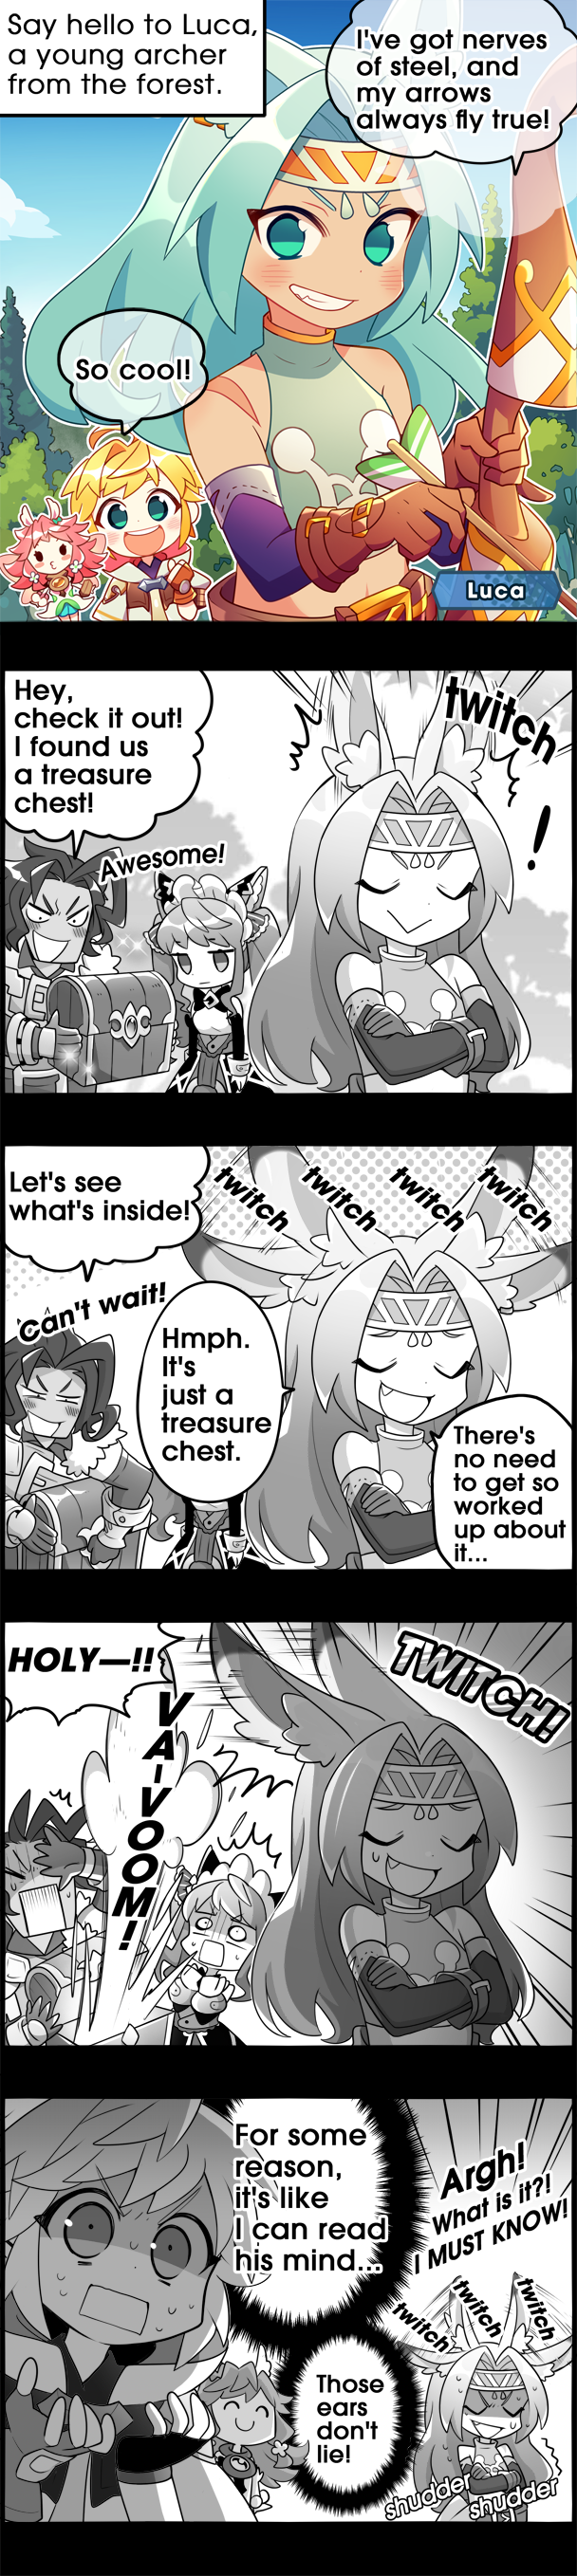 Say hello to Luca,
a young archer
from the forest.
I've got nerves
of steel, and
my arrows
always fly true!
So cool!
Luca
Hey,
check it out!
I found us
a treasure
chest!
Awesome!
twitch
!
Let's see
what's inside!
Can't wait!
twitch
twitch
twitch
twitch
Hmph.
It's
just a
treasure
chest.
There's
no need
to get so
worked
up about
it...
HOLY—!!
VA-VOOM!
TWITCH!
For some
reason,
it's like
I can read
his mind...
Argh!
What is it?!
I MUST KNOW!
twitch
twitch
twitch
Those
ears
don't
lie!
shudder
shudder